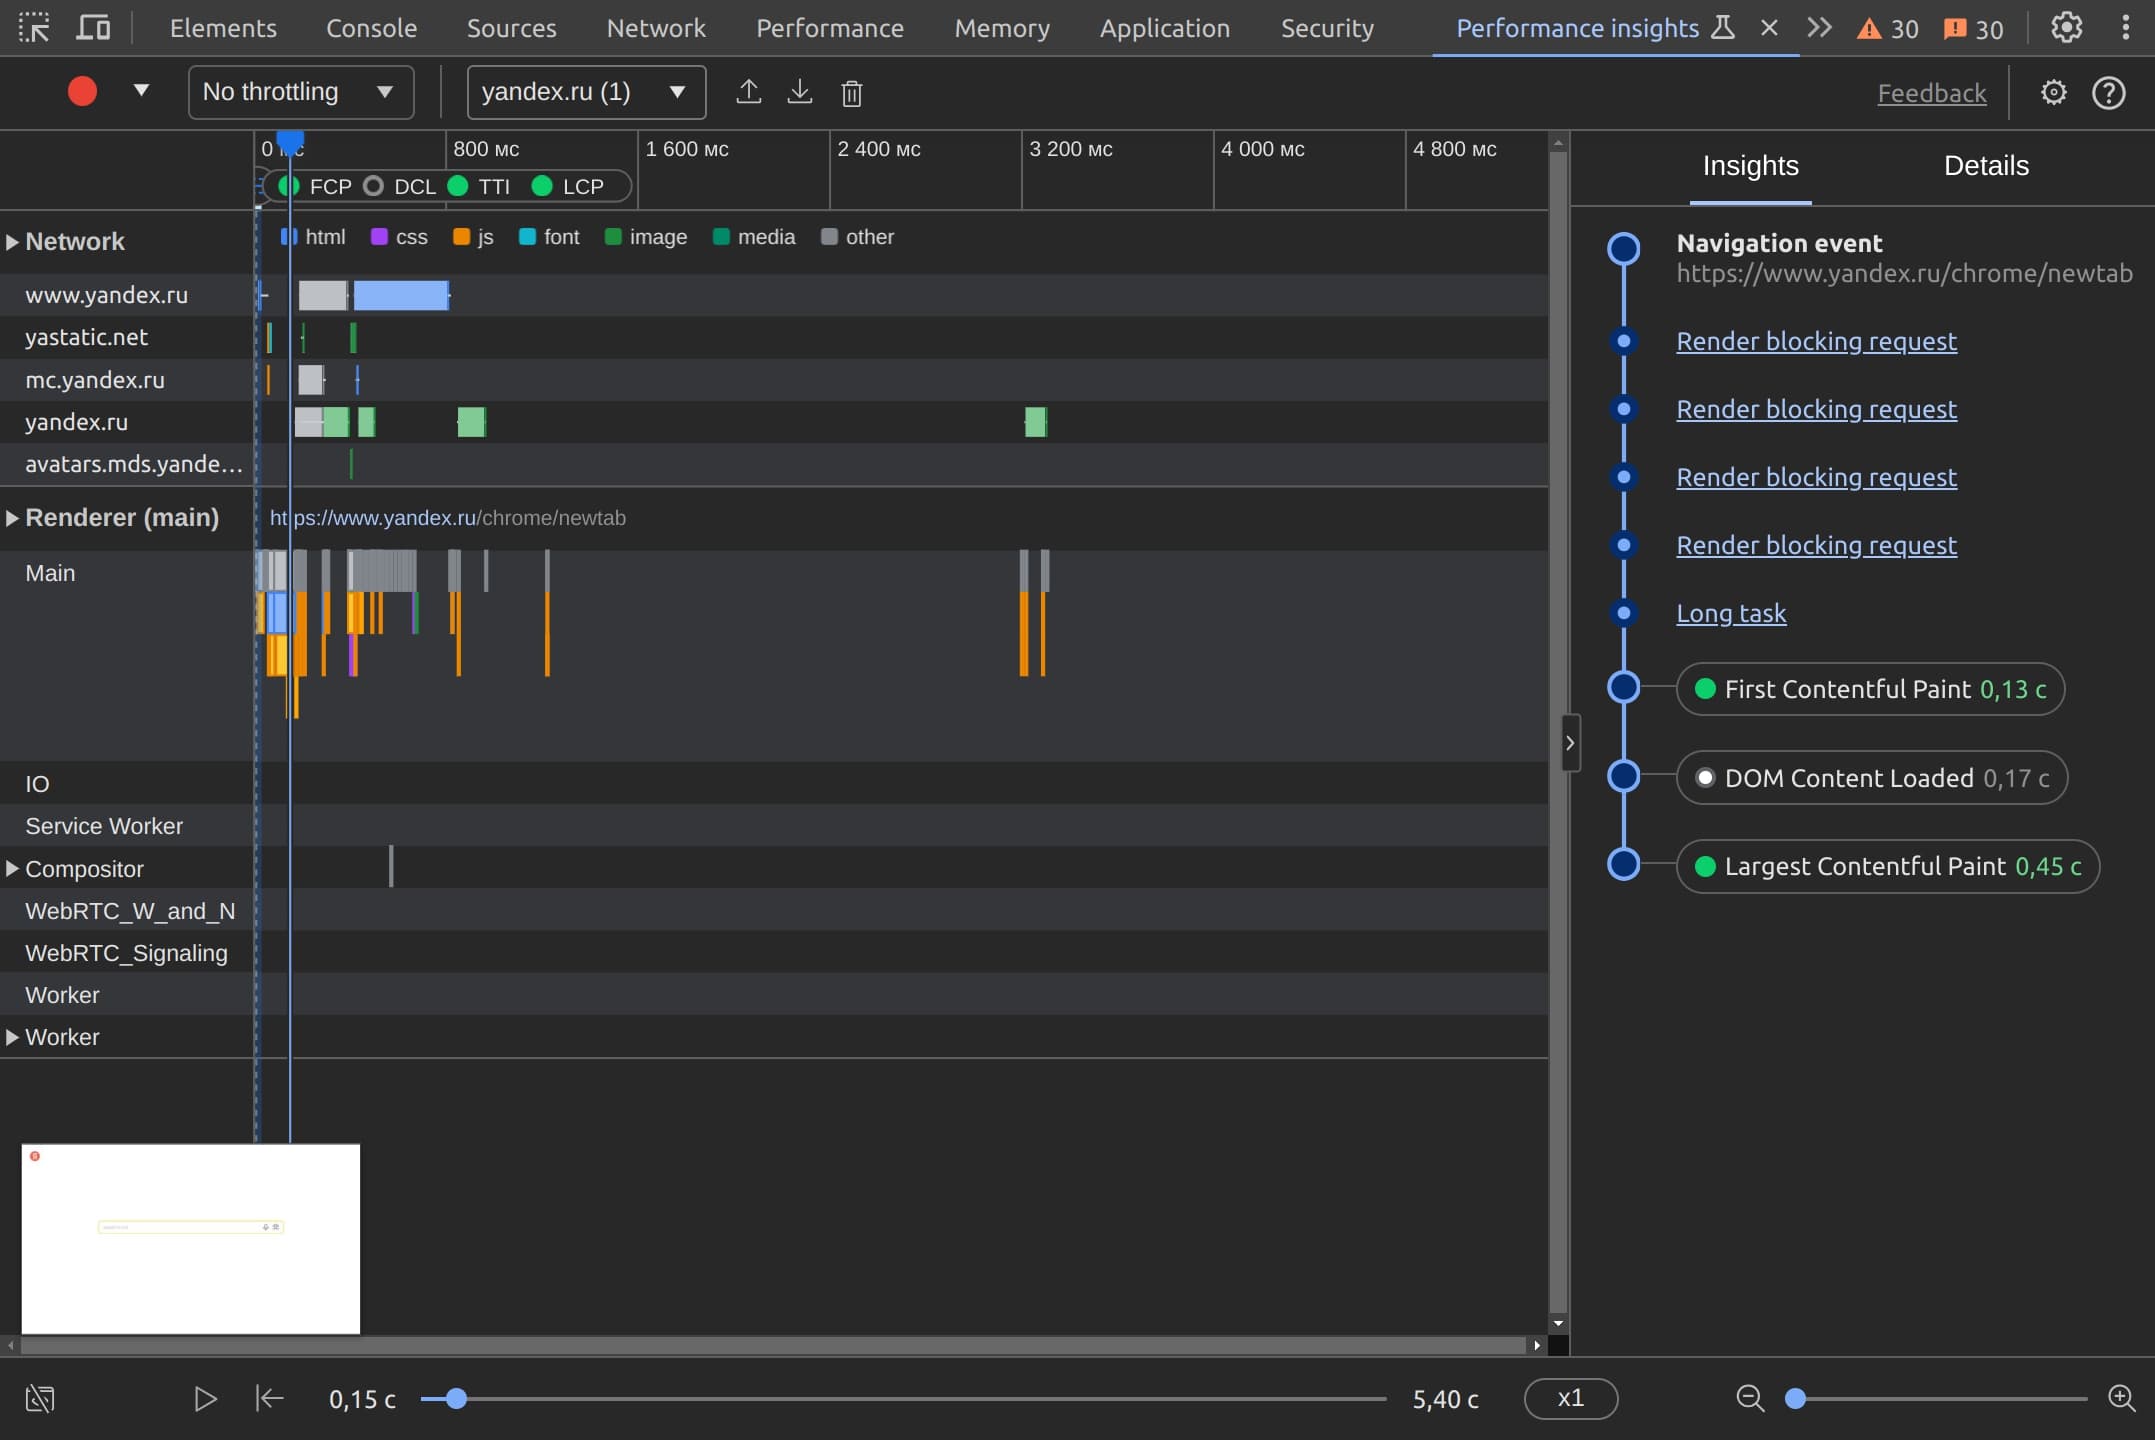 Elements Console Sources Network Performance Memory Application Security Performance insights 30 30
No throttling yandex.ru (1) Feedback
0 мс 800 мс 1 600 мс 2 400 мс 3 200 мс 4 000 мс 4 800 мс
FCP DCL TTI LCP
Network html css js font image media other
www.yandex.ru
yastatic.net
mc.yandex.ru
yandex.ru
avatars.mds.yande…
Renderer (main) https://www.yandex.ru/chrome/newtab
Main
IO
Service Worker
Compositor
WebRTC_W_and_N
WebRTC_Signaling
Worker
Worker
Insights Details
Navigation event
https://www.yandex.ru/chrome/newtab
Render blocking request
Render blocking request
Render blocking request
Render blocking request
Long task
First Contentful Paint 0,13 с
DOM Content Loaded 0,17 с
Largest Contentful Paint 0,45 с
0,15 с 5,40 с x1